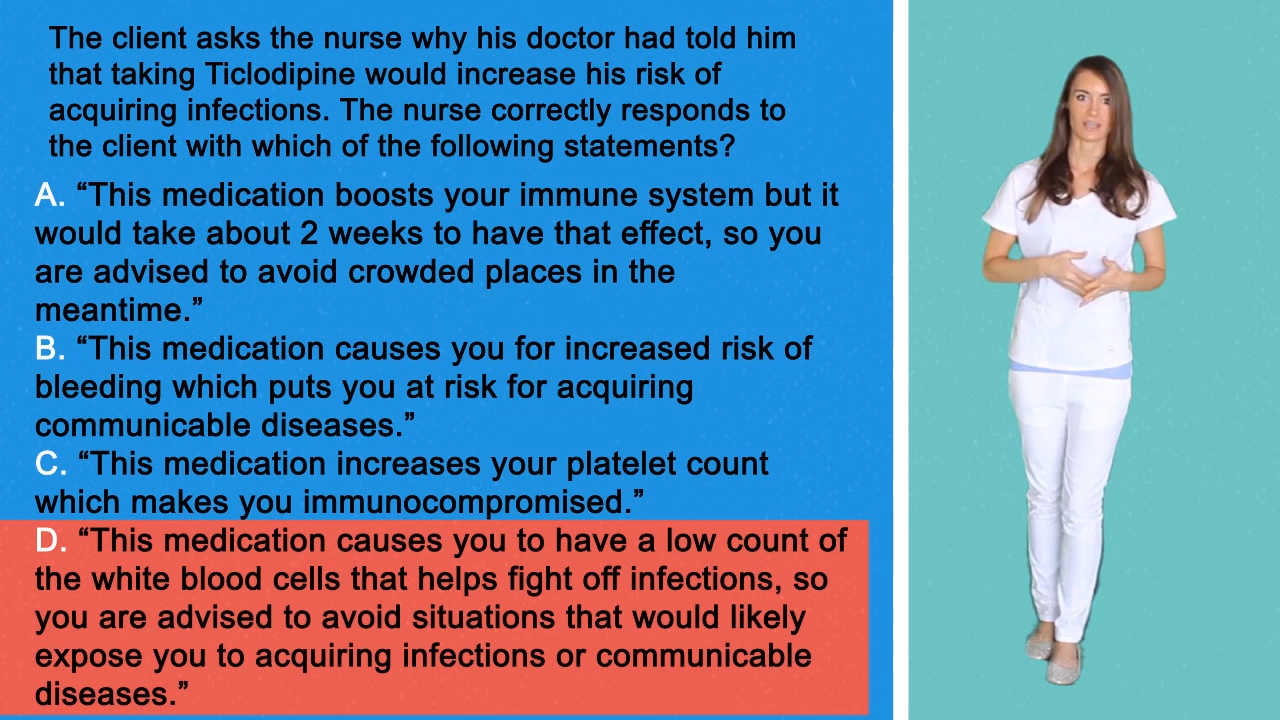 The client asks the nurse why his doctor had told him
that taking Ticlodipine would increase his risk of
acquiring infections. The nurse correctly responds to
the client with which of the following statements?
A. “This medication boosts your immune system but it
would take about 2 weeks to have that effect, so you
are advised to avoid crowded places in the
meantime.”
B. “This medication causes you for increased risk of
bleeding which puts you at risk for acquiring
communicable diseases.”
C. “This medication increases your platelet count
which makes you immunocompromised.”
D. “This medication causes you to have a low count of
the white blood cells that helps fight off infections, so
you are advised to avoid situations that would likely
expose you to acquiring infections or communicable
diseases.”